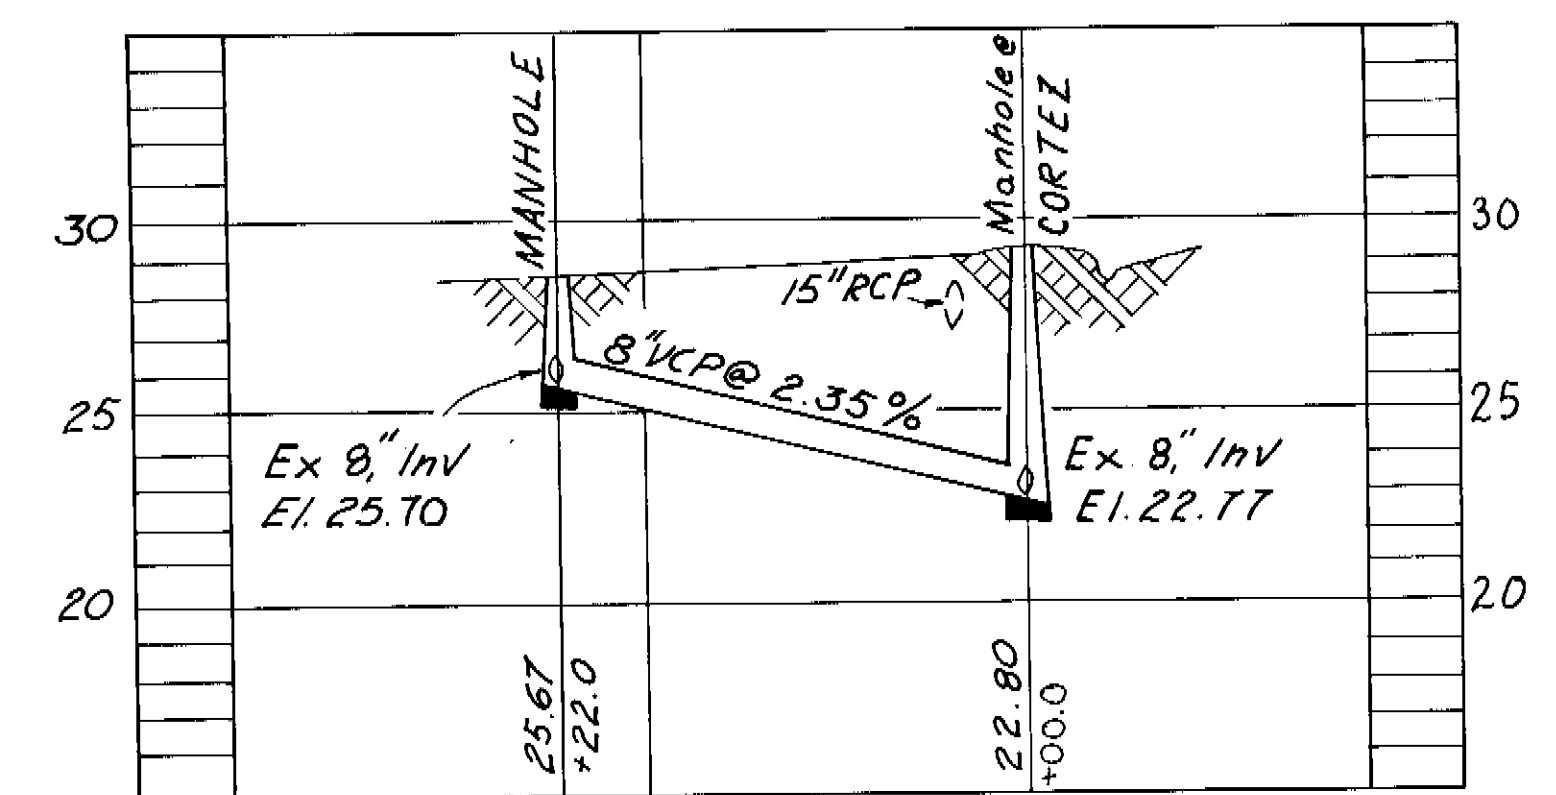 MANHOLE
Manhole @
CORTEZ
30
30
15" RCP
8" VCP @ 2.35%
25
25
Ex 8," Inv
El. 25.70
Ex. 8," Inv
El. 22.77
20
20
25.67
+22.0
22.80
+00.0